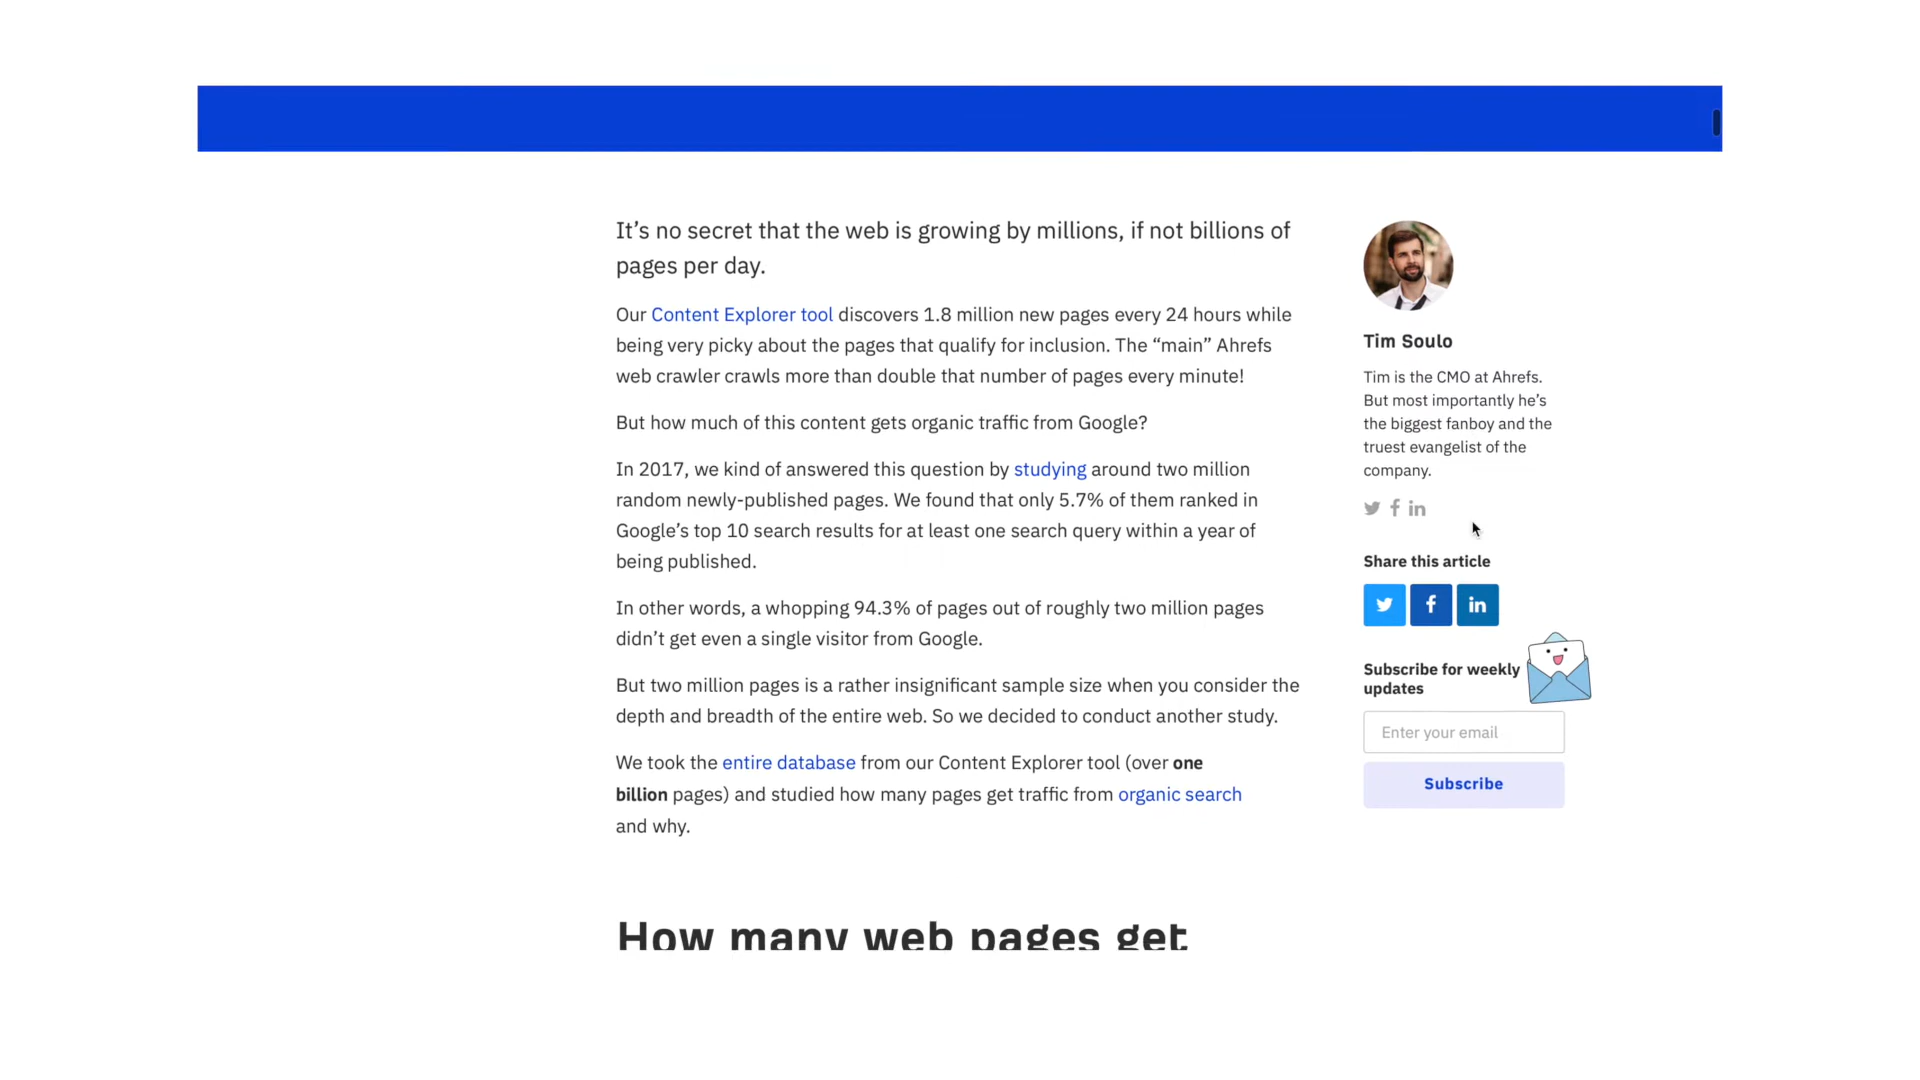 It’s no secret that the web is growing by millions, if not billions of
pages per day.
Our Content Explorer tool discovers 1.8 million new pages every 24 hours while
being very picky about the pages that qualify for inclusion. The “main” Ahrefs
web crawler crawls more than double that number of pages every minute!
But how much of this content gets organic traffic from Google?
In 2017, we kind of answered this question by studying around two million
random newly-published pages. We found that only 5.7% of them ranked in
Google’s top 10 search results for at least one search query within a year of
being published.
In other words, a whopping 94.3% of pages out of roughly two million pages
didn’t get even a single visitor from Google.
But two million pages is a rather insignificant sample size when you consider the
depth and breadth of the entire web. So we decided to conduct another study.
We took the entire database from our Content Explorer tool (over one
billion pages) and studied how many pages get traffic from organic search
and why.
How many web pages get
Tim Soulo
Tim is the CMO at Ahrefs.
But most importantly he’s
the biggest fanboy and the
truest evangelist of the
company.
Share this article
Subscribe for weekly
updates
Enter your email
Subscribe